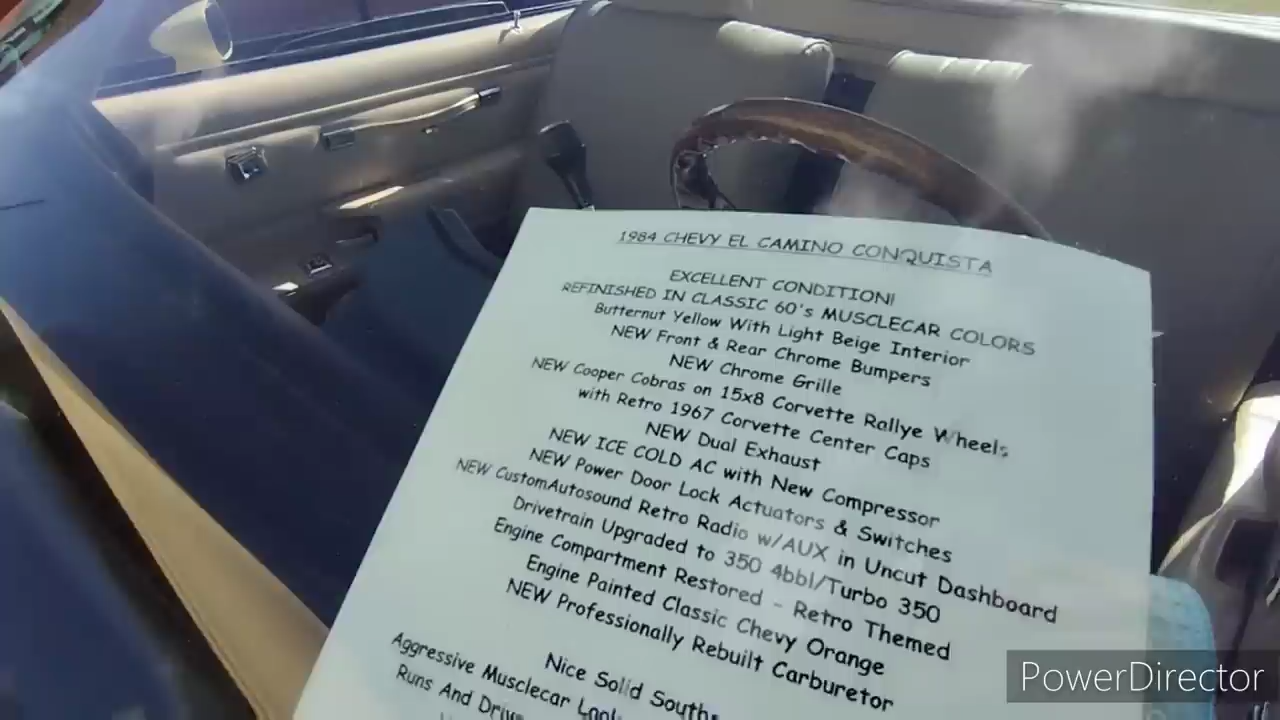 1984 CHEVY EL CAMINO CONQUISTA
EXCELLENT CONDITION!
REFINISHED IN CLASSIC 60's MUSCLECAR COLORS
Butternut Yellow With Light Beige Interior
NEW Front & Rear Chrome Bumpers
NEW Chrome Grille
NEW Cooper Cobras on 15x8 Corvette Rallye Wheels
with Retro 1967 Corvette Center Caps
NEW Dual Exhaust
NEW ICE COLD AC with New Compressor
NEW Power Door Lock Actuators & Switches
NEW CustomAutosound Retro Radio w/AUX in Uncut Dashboard
Drivetrain Upgraded to 350 4bbl/Turbo 350
Engine Compartment Restored - Retro Themed
Engine Painted Classic Chevy Orange
NEW Professionally Rebuilt Carburetor
Nice Solid
Aggressive Musclecar
Runs And
PowerDirector